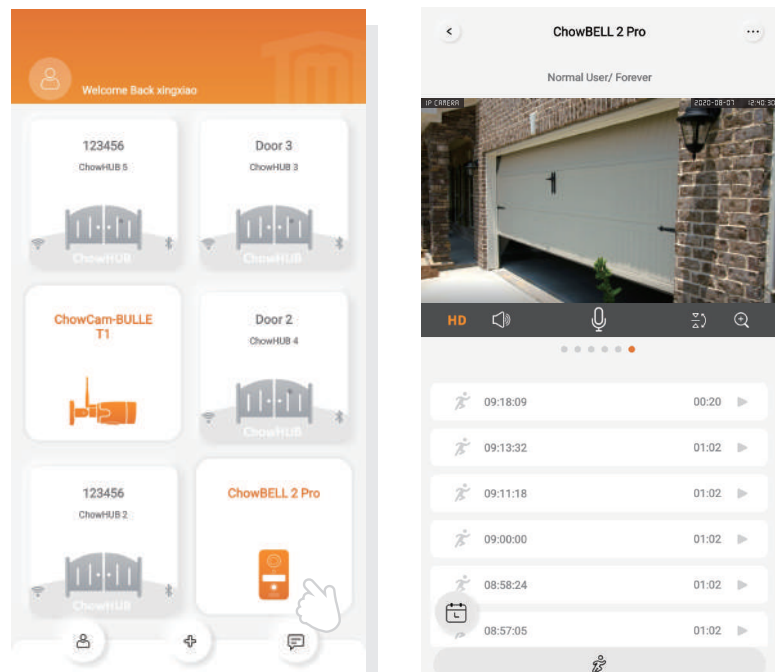 Welcome Back xingxiao
123456
ChowHUB 5
ChowHUB
Door 3
ChowHUB 3
ChowHUB
ChowCam-BULLE
T1
Door 2
ChowHUB 4
ChowHUB
123456
ChowHUB 2
ChowHUB
ChowBELL 2 Pro
ChowBELL 2 Pro
Normal User/ Forever
IP CAMERA
2020-08-07 12:40:30
HD
09:18:09 00:20
09:13:32 01:02
09:11:18 01:02
09:00:00 01:02
08:58:24 01:02
08:57:05 01:02